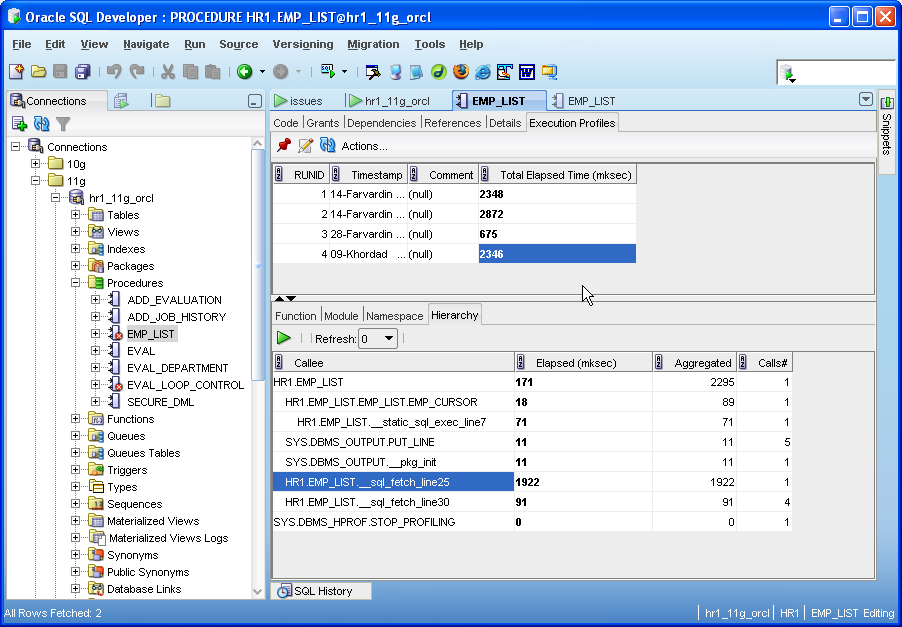 Oracle SQL Developer : PROCEDURE HR1.EMP_LIST@hr1_11g_orcl
File Edit View Navigate Run Source Versioning Migration Tools Help
Connections
issues hr1_11g_orcl EMP_LIST EMP_LIST
Code Grants Dependencies References Details Execution Profiles
Actions...
Snippets
Connections
10g
11g
hr1_11g_orcl
Tables
Views
Indexes
Packages
Procedures
ADD_EVALUATION
ADD_JOB_HISTORY
EMP_LIST
EVAL
EVAL_DEPARTMENT
EVAL_LOOP_CONTROL
SECURE_DML
Functions
Queues
Queues Tables
Triggers
Types
Sequences
Materialized Views
Materialized Views Logs
Synonyms
Public Synonyms
Database Links
RUNID Timestamp Comment Total Elapsed Time (mksec)
1 14-Farvardin ... (null) 2348
2 14-Farvardin ... (null) 2872
3 28-Farvardin ... (null) 675
4 09-Khordad ... (null) 2346
Function Module Namespace Hierarchy
Refresh: 0
Callee Elapsed (mksec) Aggregated Calls#
HR1.EMP_LIST 171 2295 1
HR1.EMP_LIST.EMP_LIST.EMP_CURSOR 18 89 1
HR1.EMP_LIST.__static_sql_exec_line7 71 71 1
SYS.DBMS_OUTPUT.PUT_LINE 11 11 5
SYS.DBMS_OUTPUT.__pkg_init 11 11 1
HR1.EMP_LIST.__sql_fetch_line25 1922 1922 1
HR1.EMP_LIST.__sql_fetch_line30 91 91 4
SYS.DBMS_HPROF.STOP_PROFILING 0 0 1
SQL History
All Rows Fetched: 2
hr1_11g_orcl HR1 EMP_LIST Editing